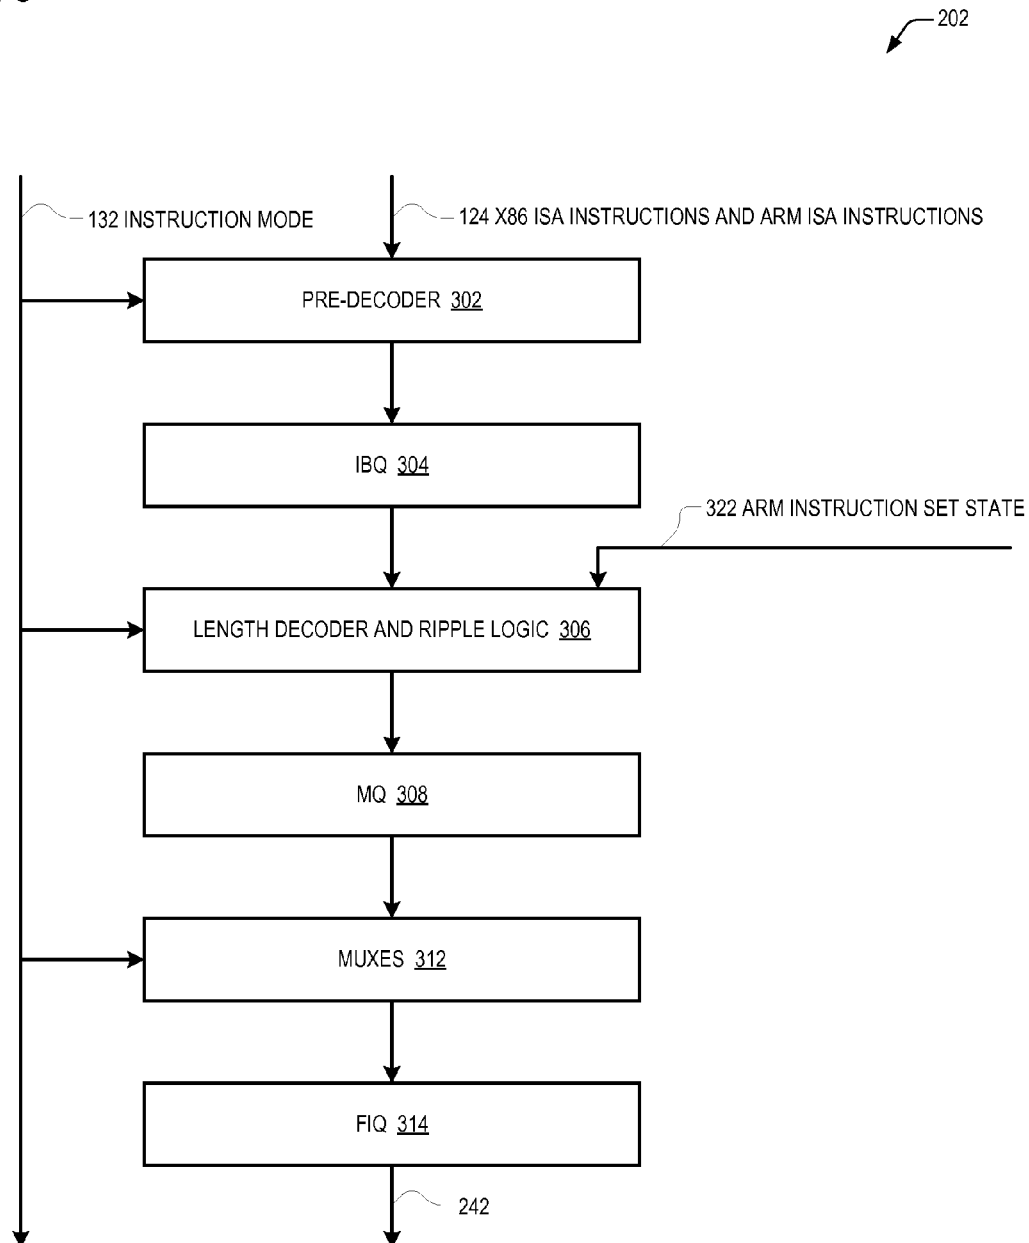 202
132 INSTRUCTION MODE
124 X86 ISA INSTRUCTIONS AND ARM ISA INSTRUCTIONS
PRE-DECODER 302
IBQ 304
322 ARM INSTRUCTION SET STATE
LENGTH DECODER AND RIPPLE LOGIC 306
MQ 308
MUXES 312
FIQ 314
242